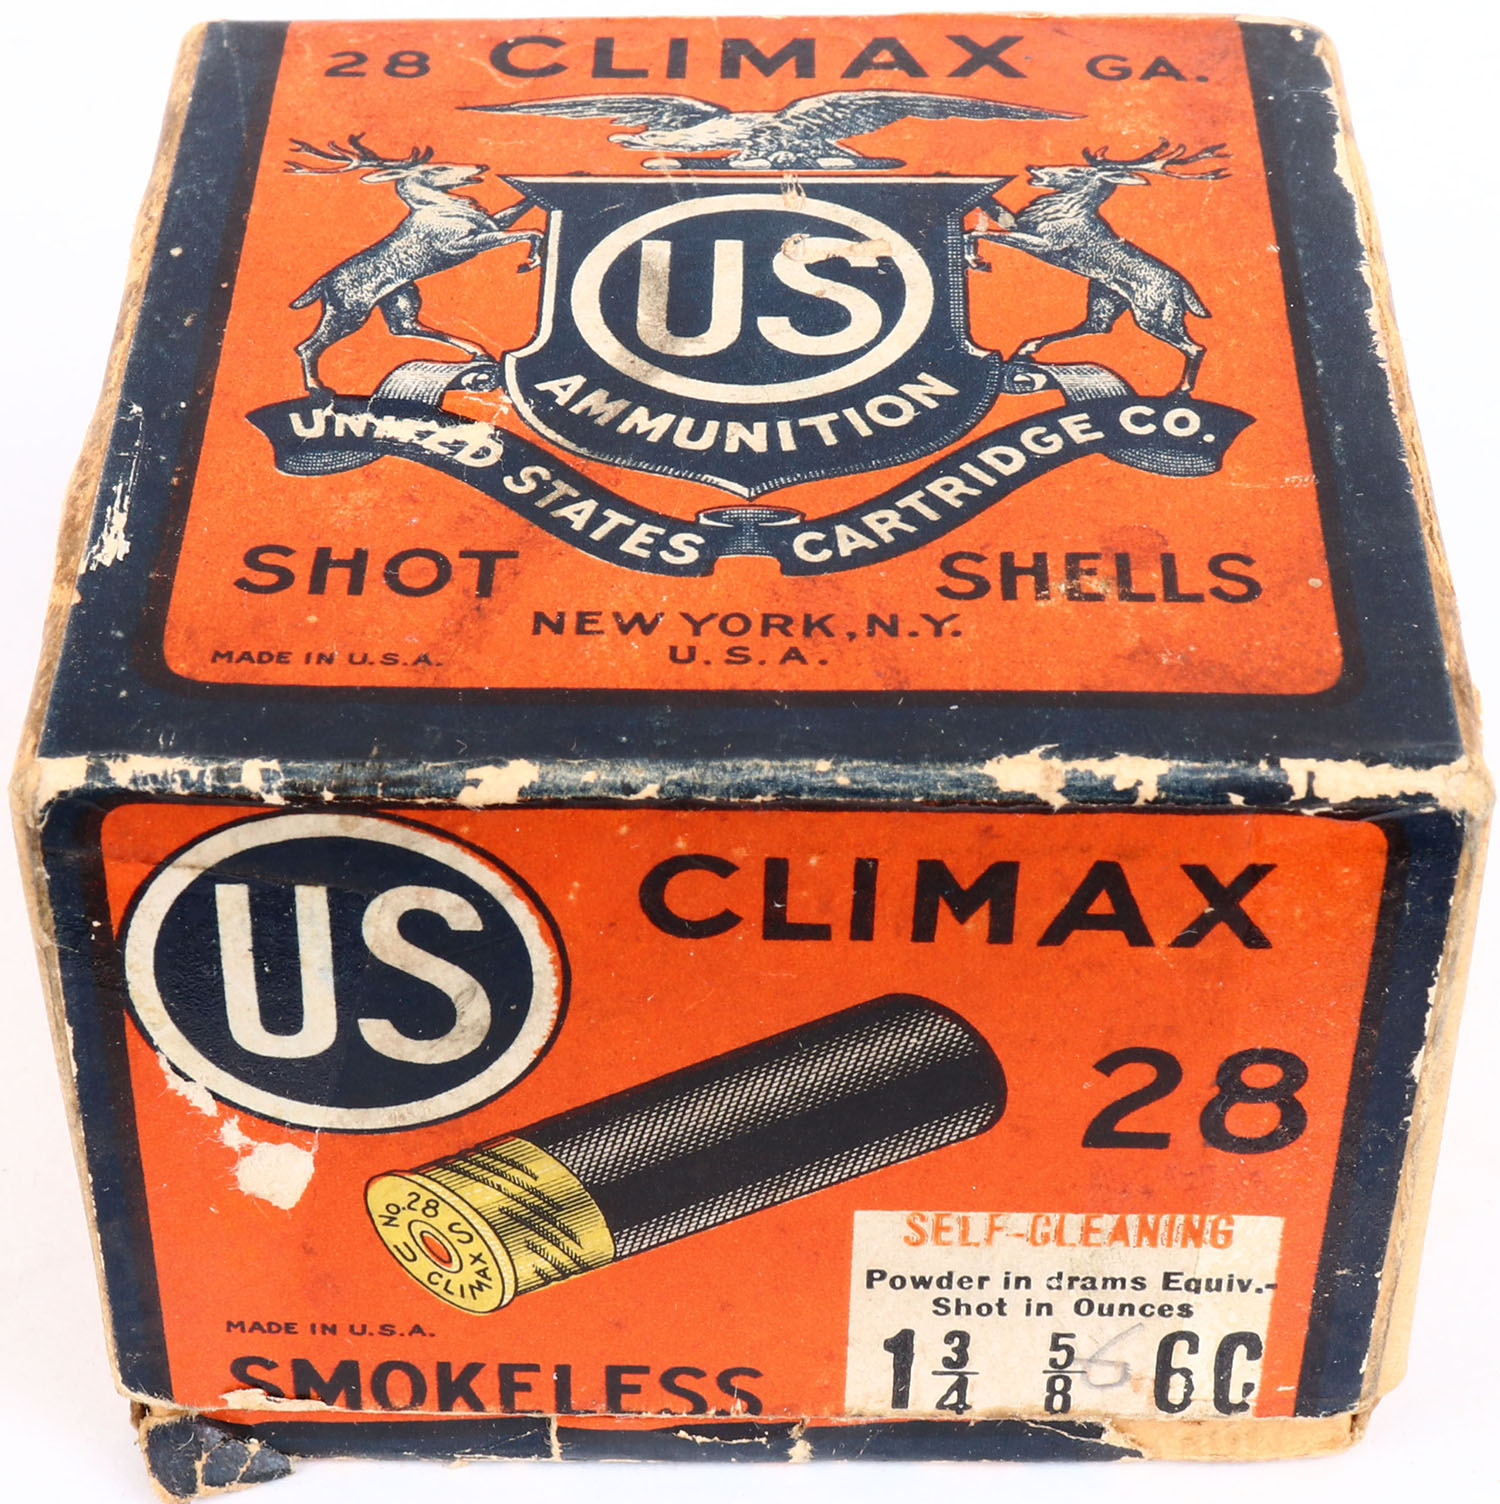 28 CLIMAX GA.
US
AMMUNITION
UNITED STATES CARTRIDGE CO.
SHOT SHELLS
NEW YORK, N.Y.
U.S.A.
MADE IN U.S.A.
US
CLIMAX
28
No. 28
U S
CLIMAX
SELF-CLEANING
Powder in drams Equiv.-
Shot in Ounces
1 3/4 5/8 6 6C
MADE IN U.S.A.
SMOKELESS